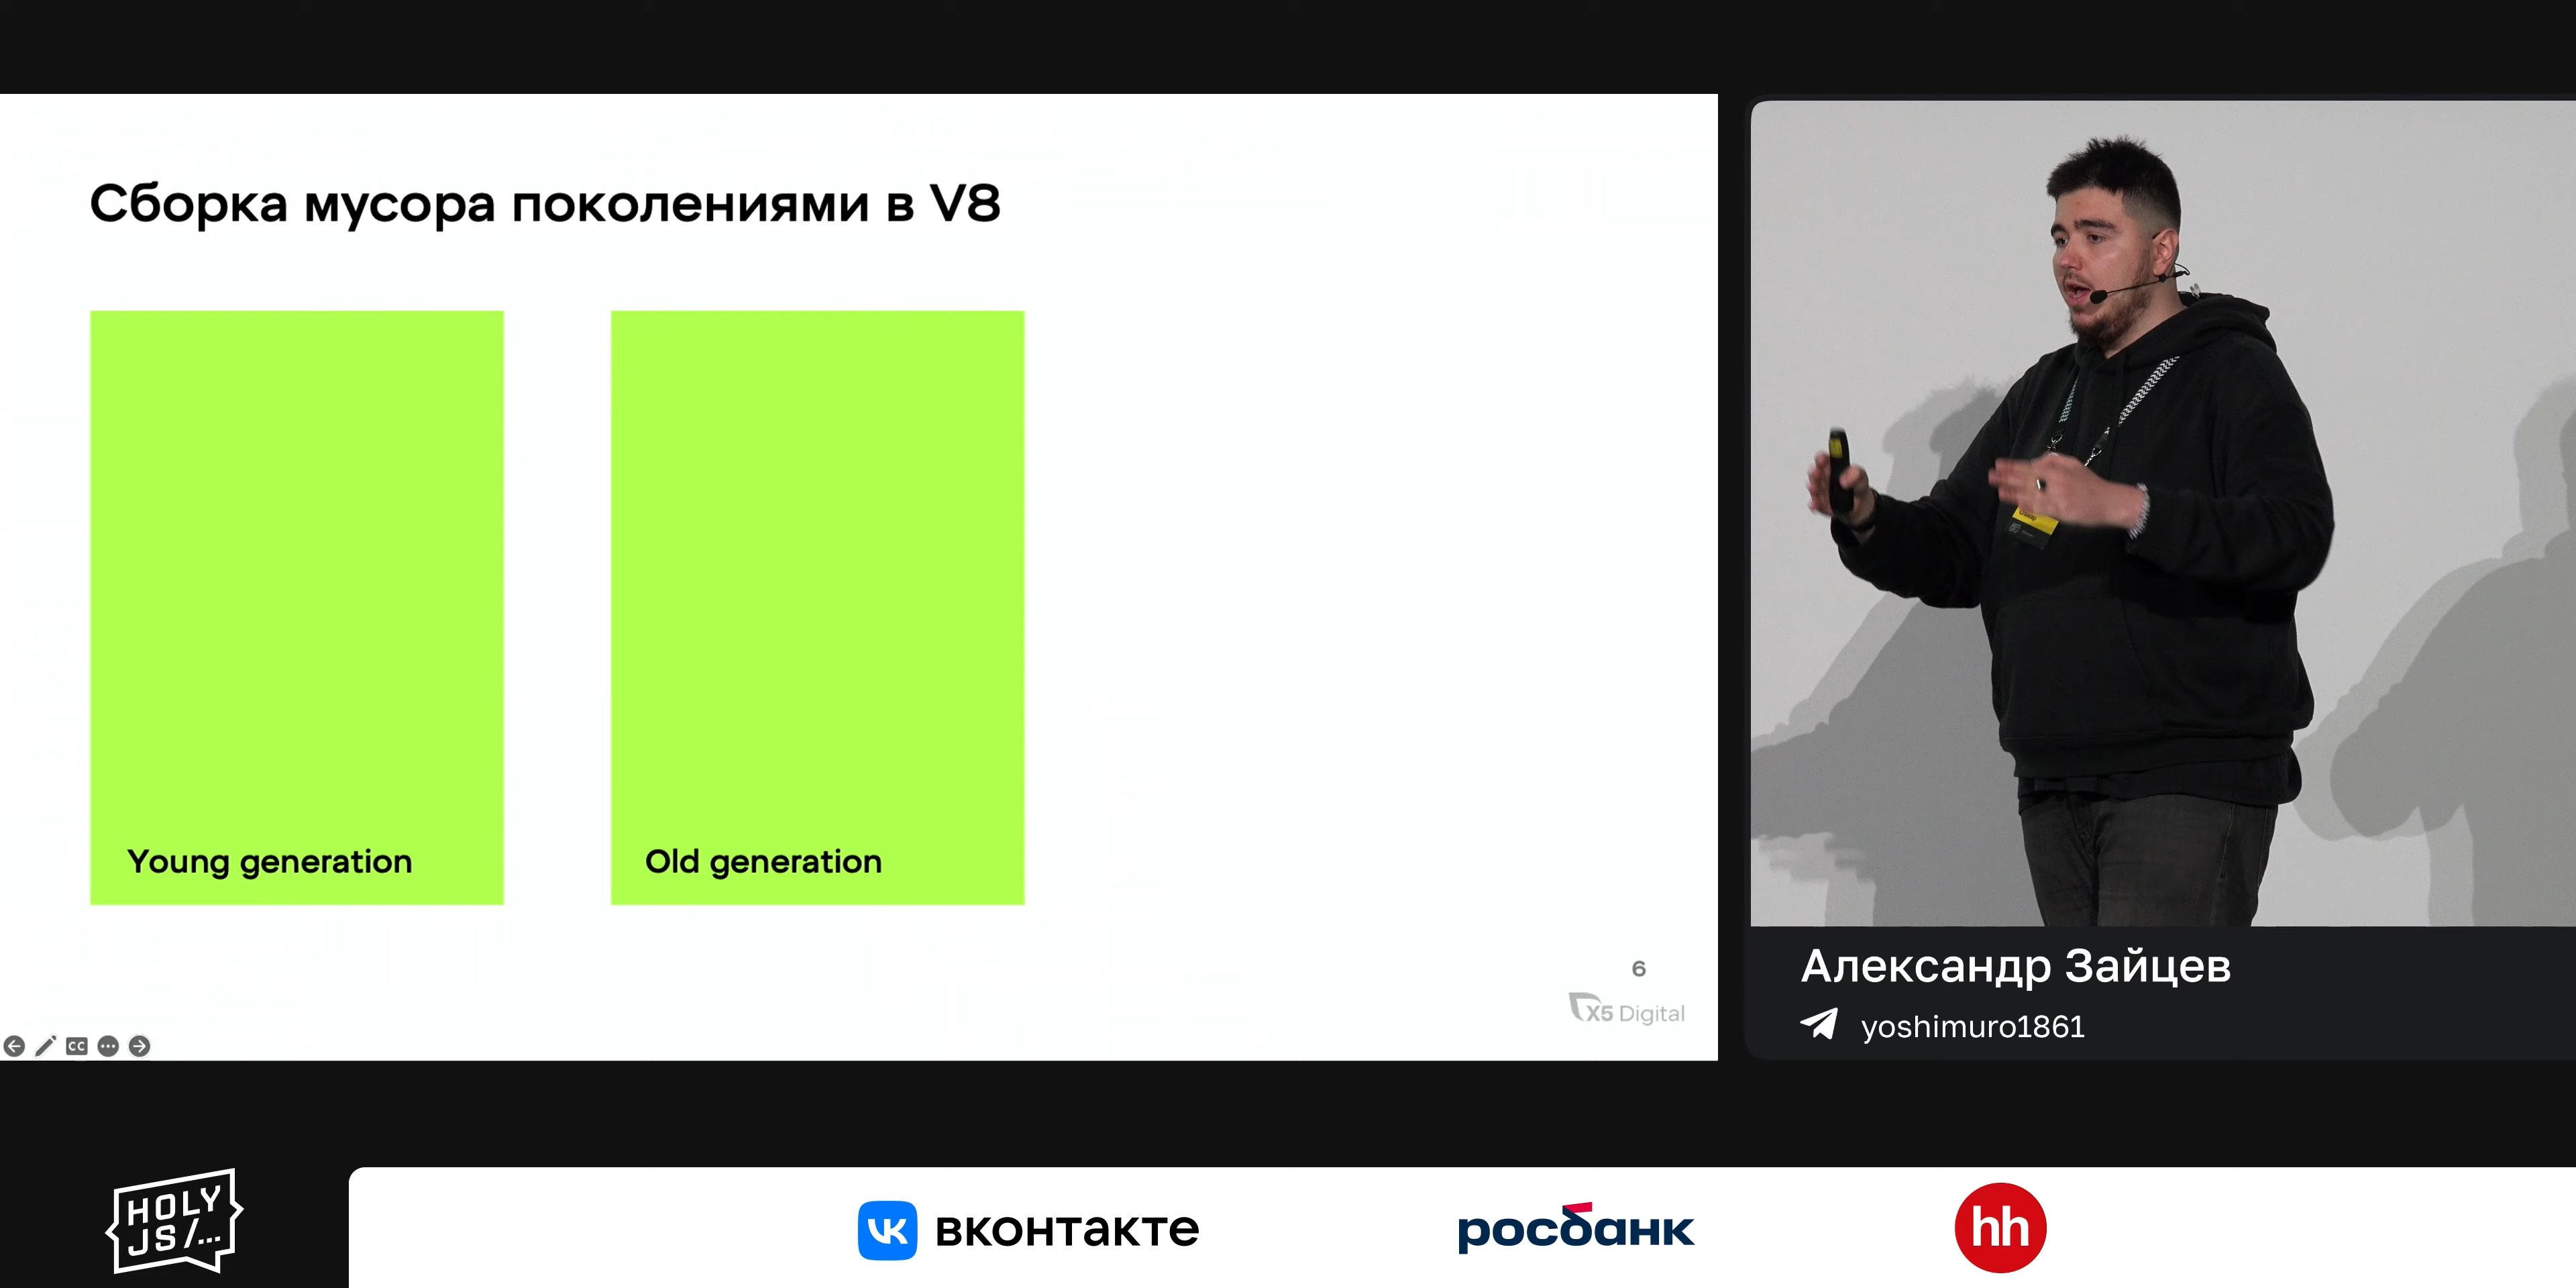 Сборка мусора поколениями в V8
Young generation
Old generation
6
X5 Digital
CC
Александр Зайцев
yoshimuro1861
HOLY
JS/...
вконтакте
росбанк
hh